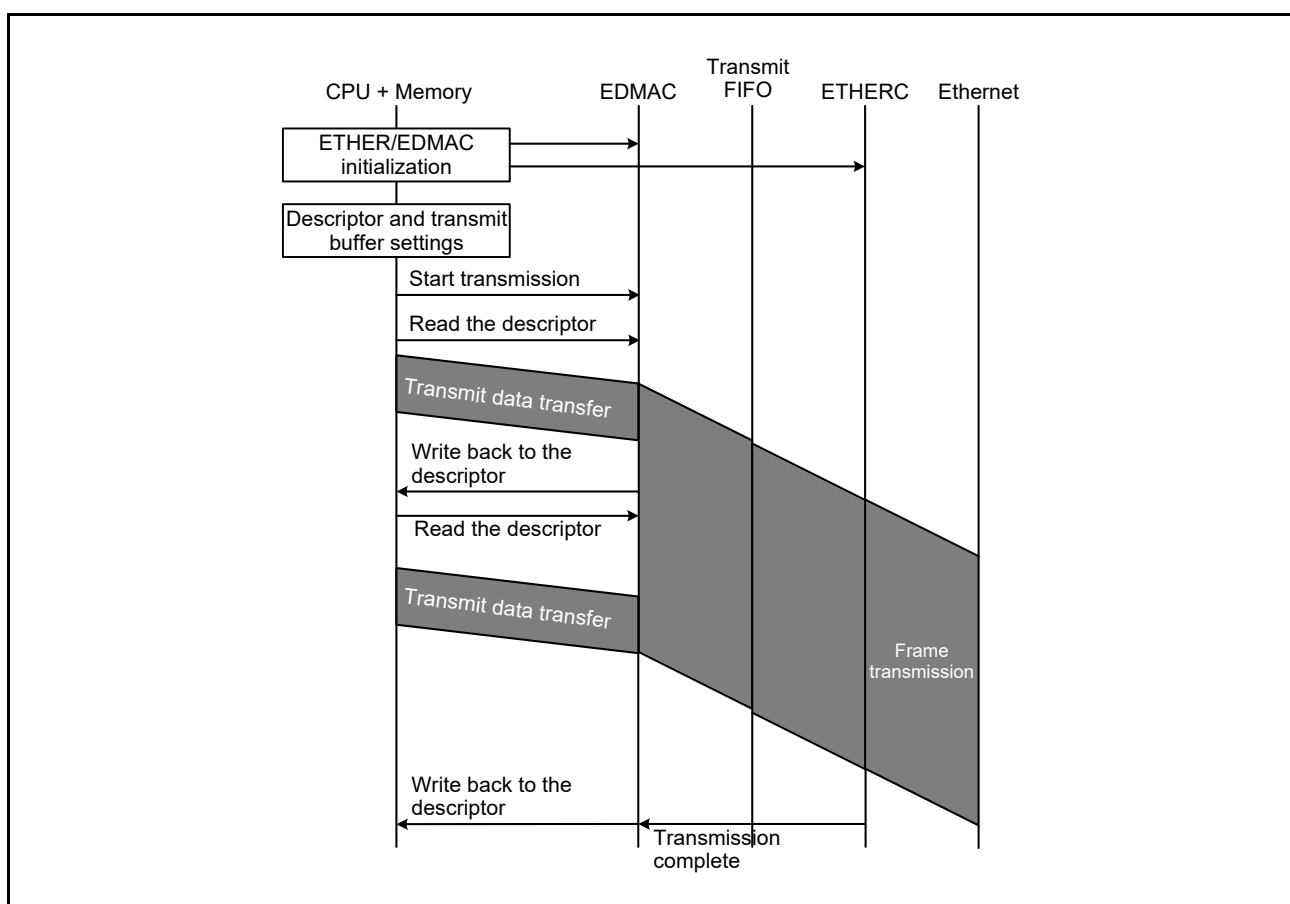 Transmit
CPU + Memory EDMAC FIFO ETHERC Ethernet
ETHER/EDMAC
initialization
Descriptor and transmit
buffer settings
Start transmission
Read the descriptor
Transmit data transfer
Write back to the
descriptor
Read the descriptor
Transmit data transfer
Frame
transmission
Write back to the
descriptor
Transmission
complete